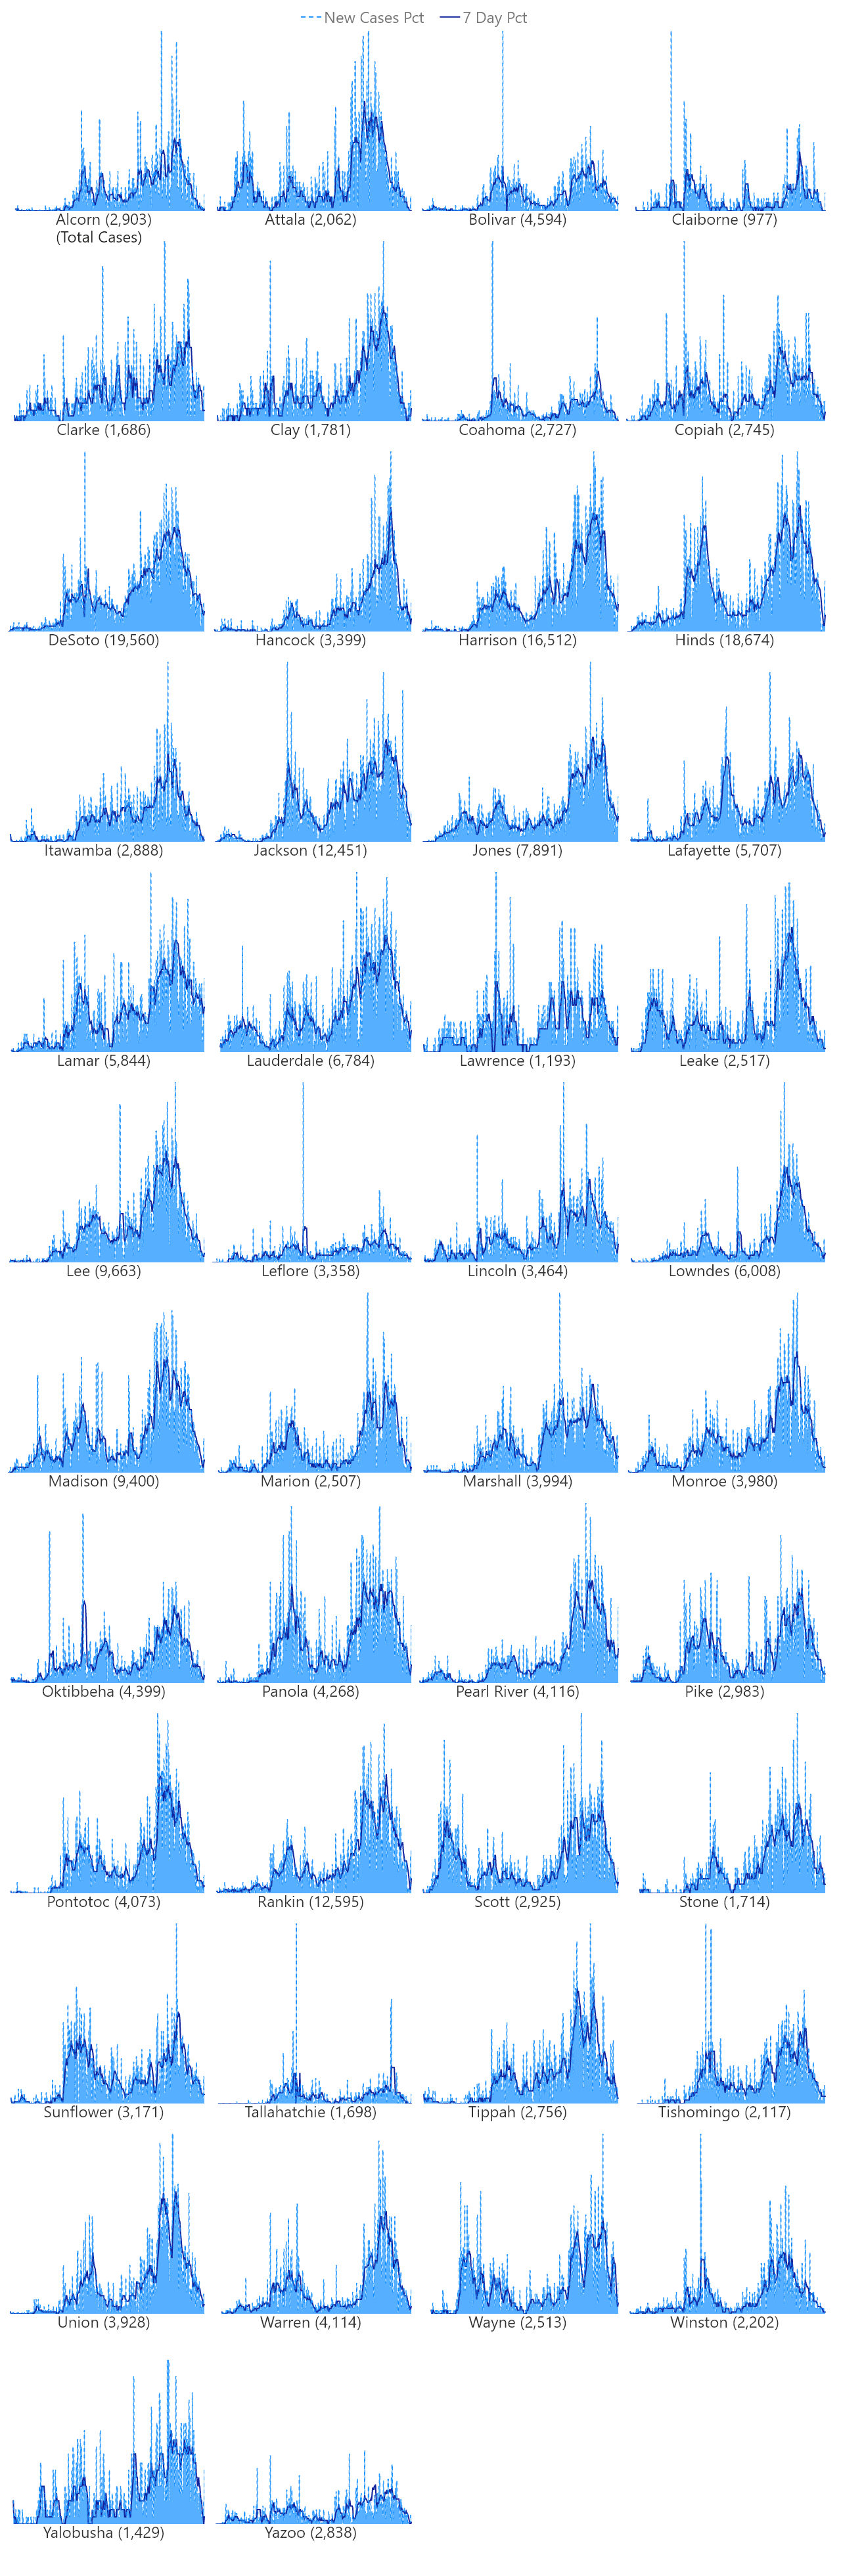 New Cases Pct 7 Day Pct
Alcorn (2,903) Attala (2,062) Bolivar (4,594) Claiborne (977)
(Total Cases)
Clarke (1,686) Clay (1,781) Coahoma (2,727) Copiah (2,745)
DeSoto (19,560) Hancock (3,399) Harrison (16,512) Hinds (18,674)
Itawamba (2,888) Jackson (12,451) Jones (7,891) Lafayette (5,707)
Lamar (5,844) Lauderdale (6,784) Lawrence (1,193) Leake (2,517)
Lee (9,663) Leflore (3,358) Lincoln (3,464) Lowndes (6,008)
Madison (9,400) Marion (2,507) Marshall (3,994) Monroe (3,980)
Oktibbeha (4,399) Panola (4,268) Pearl River (4,116) Pike (2,983)
Pontotoc (4,073) Rankin (12,595) Scott (2,925) Stone (1,714)
Sunflower (3,171) Tallahatchie (1,698) Tippah (2,756) Tishomingo (2,117)
Union (3,928) Warren (4,114) Wayne (2,513) Winston (2,202)
Yalobusha (1,429) Yazoo (2,838)